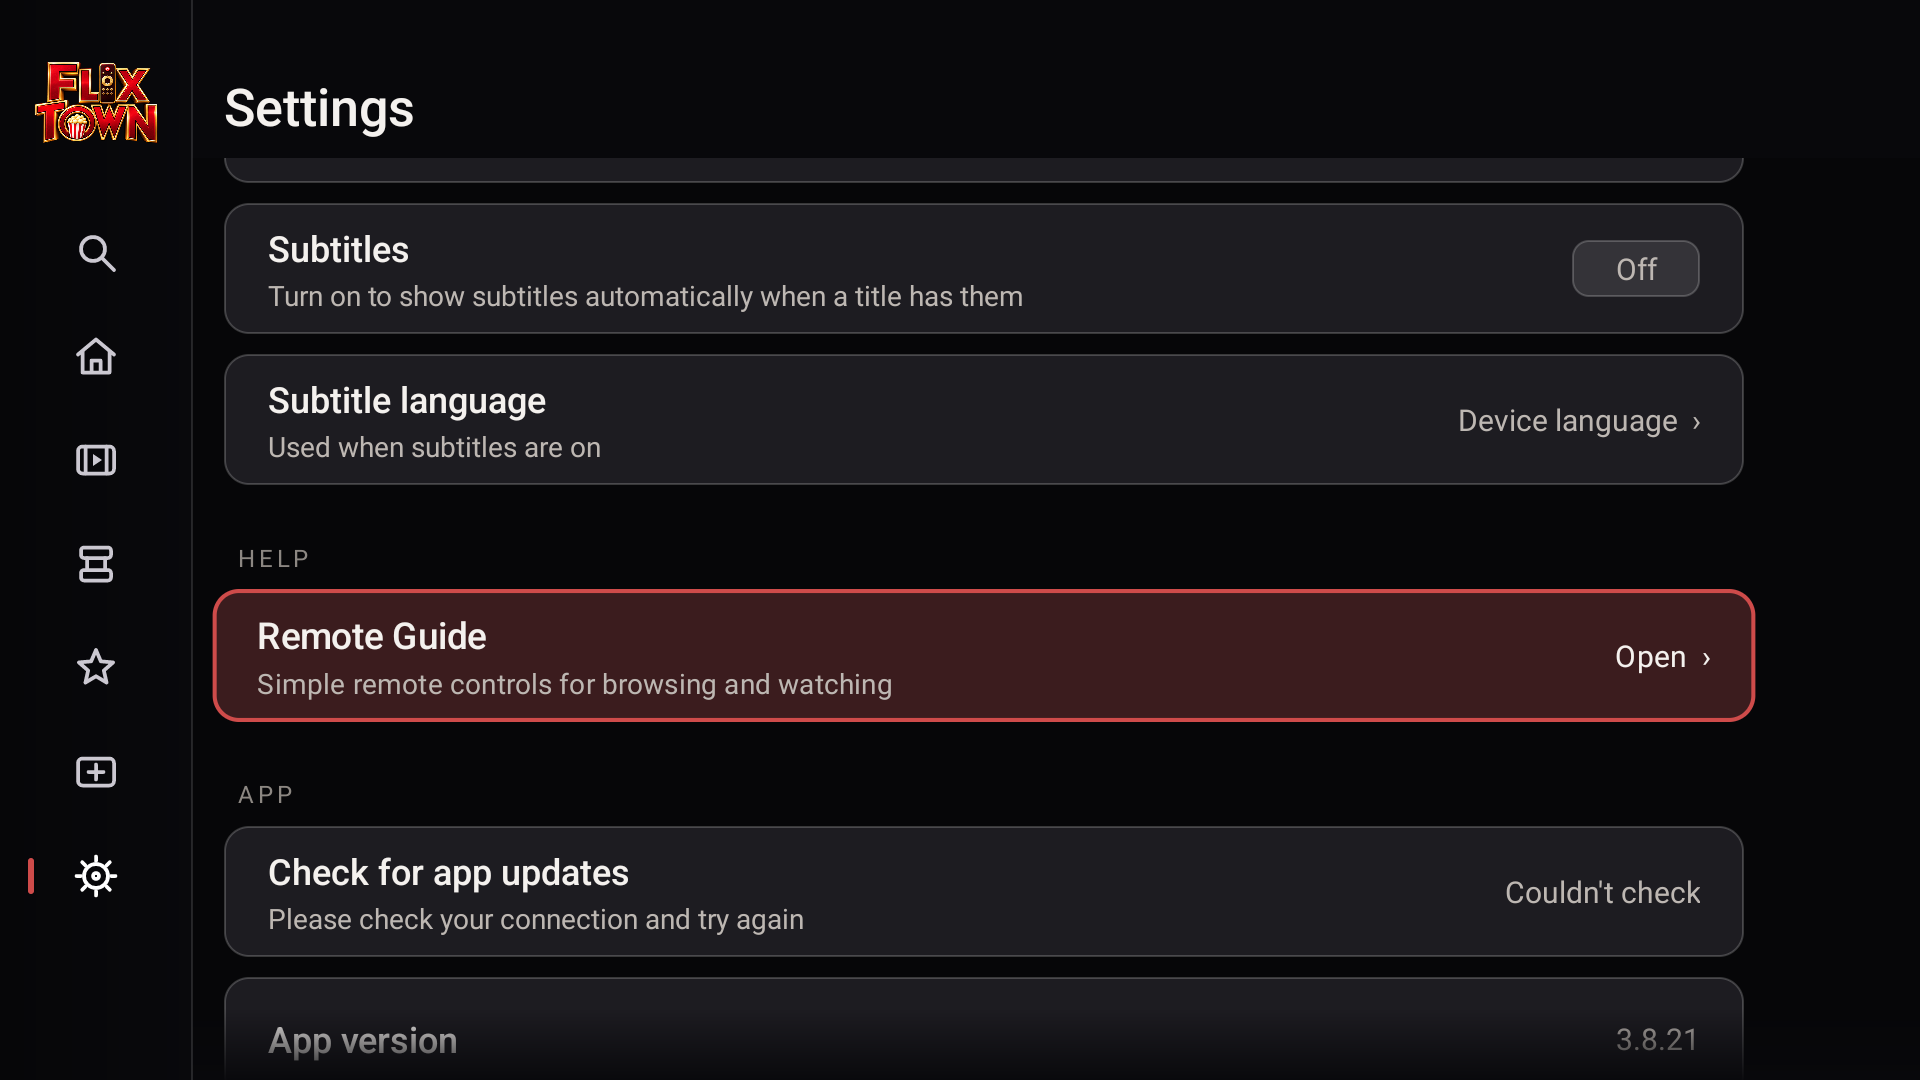 FLIX
TOWN
Settings
Subtitles
Turn on to show subtitles automatically when a title has them
Off
Subtitle language
Used when subtitles are on
Device language ›
HELP
Remote Guide
Simple remote controls for browsing and watching
Open ›
APP
Check for app updates
Please check your connection and try again
Couldn't check
App version
3.8.21